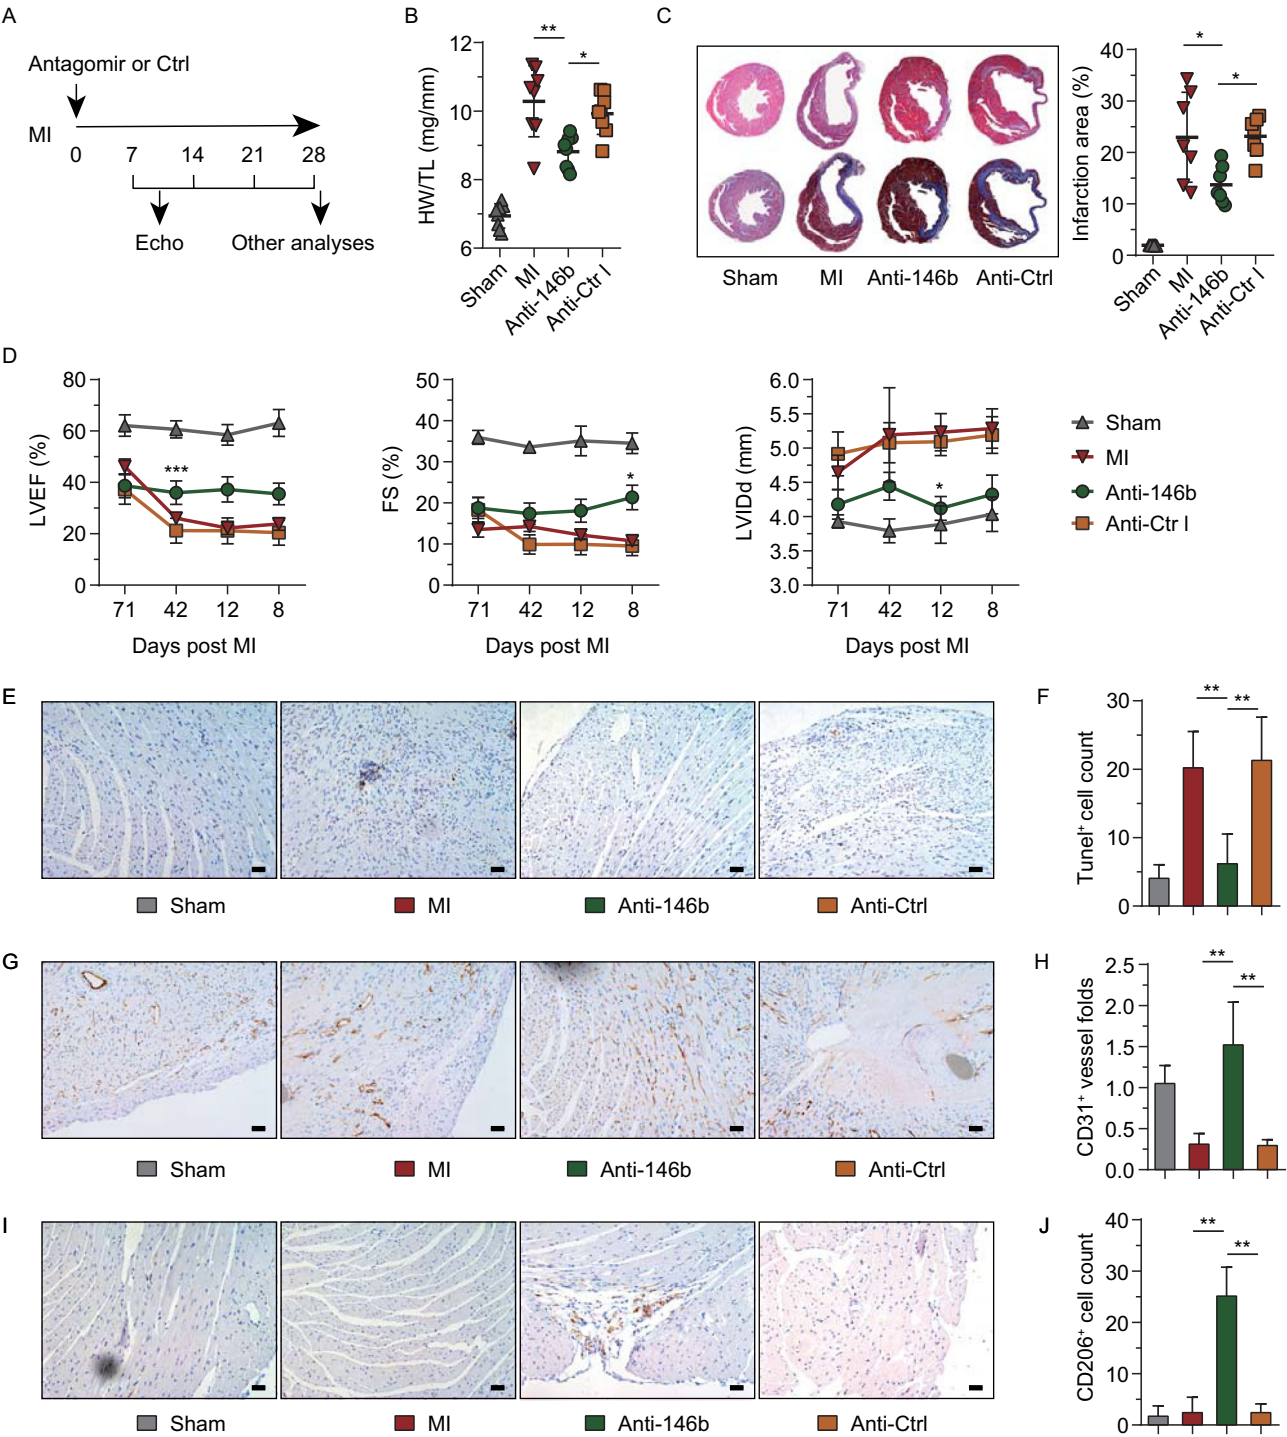 A
Antagomir or Ctrl
MI
0 7 14 21 28
Echo Other analyses
B
** *
HW/TL (mg/mm)
12
10
8
6
Sham MI Anti-146b Anti-Ctr l
C
Sham MI Anti-146b Anti-Ctrl
* *
Infarction area (%)
40
30
20
10
0
Sham MI Anti-146b Anti-Ctrl
D
LVEF (%)
80
60
40
20
0
***
71 42 12 8
Days post MI
FS (%)
50
40
30
20
10
0
*
71 42 12 8
Days post MI
LVIDd (mm)
6.0
5.5
5.0
4.5
4.0
3.5
3.0
*
71 42 12 8
Days post MI
Sham
MI
Anti-146b
Anti-Ctr l
E
Sham MI Anti-146b Anti-Ctrl
F
** **
Tunel+ cell count
30
20
10
0
G
Sham MI Anti-146b Anti-Ctrl
H
** **
CD31+ vessel folds
2.5
2.0
1.5
1.0
0.5
0.0
I
Sham MI Anti-146b Anti-Ctrl
J
** **
CD206+ cell count
40
30
20
10
0